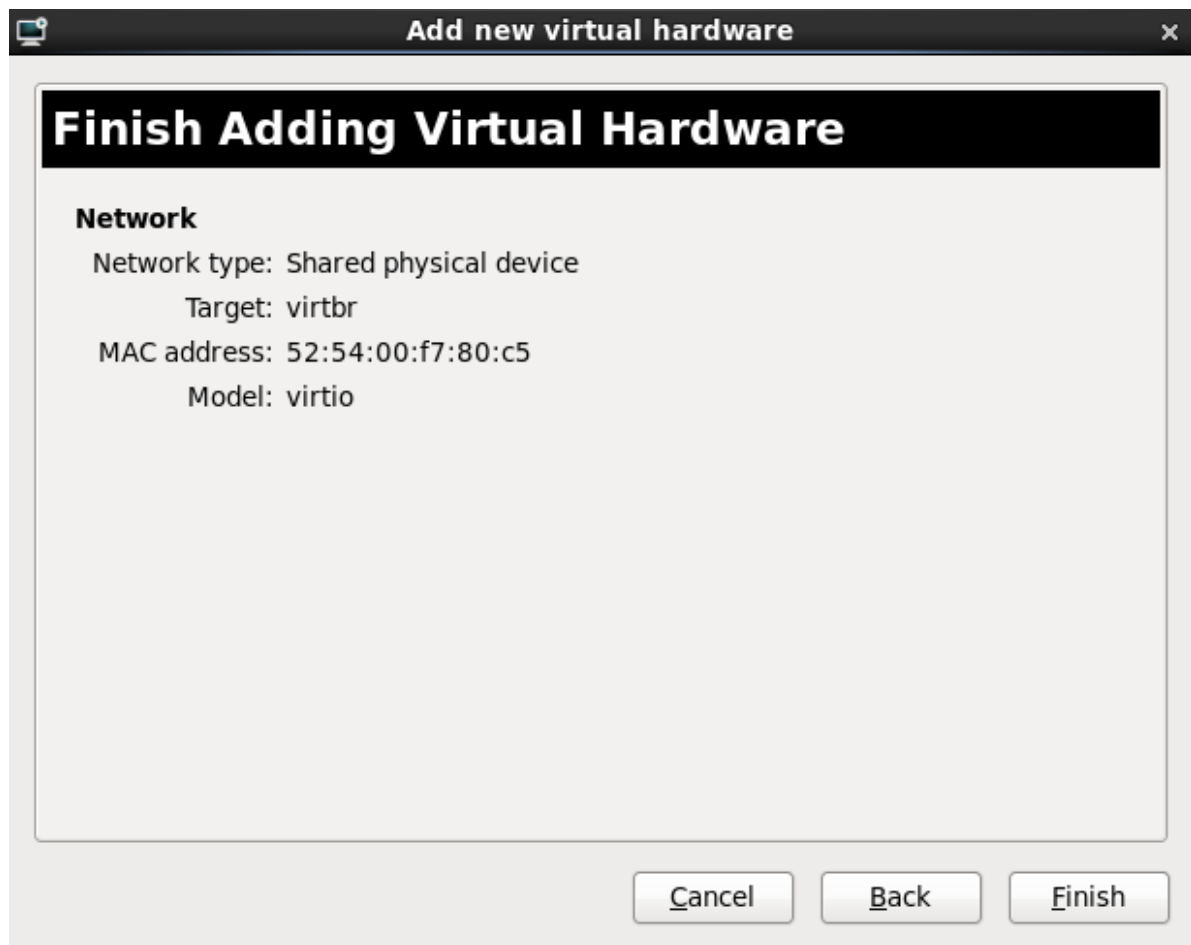 Add new virtual hardware
Finish Adding Virtual Hardware
Network
Network type: Shared physical device
Target: virtbr
MAC address: 52:54:00:f7:80:c5
Model: virtio
Cancel Back Finish